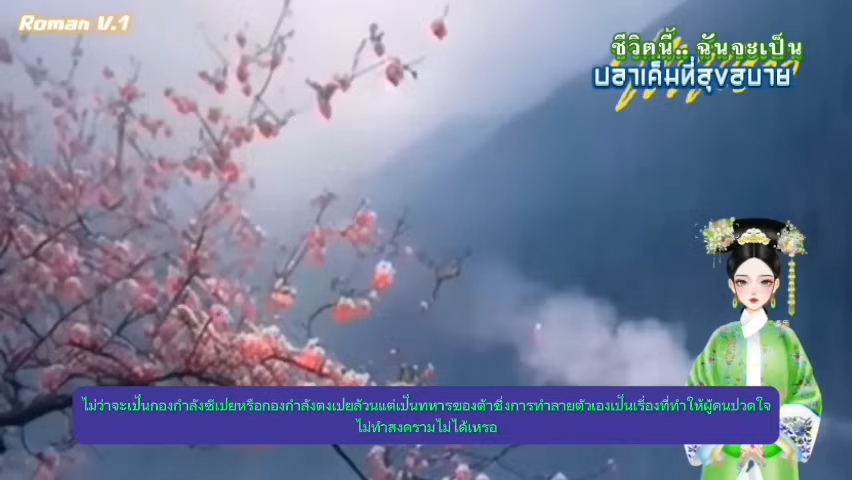 Roman V.1
ชีวิตนี้.. ฉันจะเป็น
ปลาเค็มที่สุขสบาย
ไม่ว่าจะเป็นกองกำลังซีเปยหรือกองกำลังตงเปยล้วนแต่เป็นทหารของต้าซิ่งการทำลายตัวเองเป็นเรื่องที่ทำให้ผู้คนปวดใจ
ไม่ทำสงครามไม่ได้เหรอ